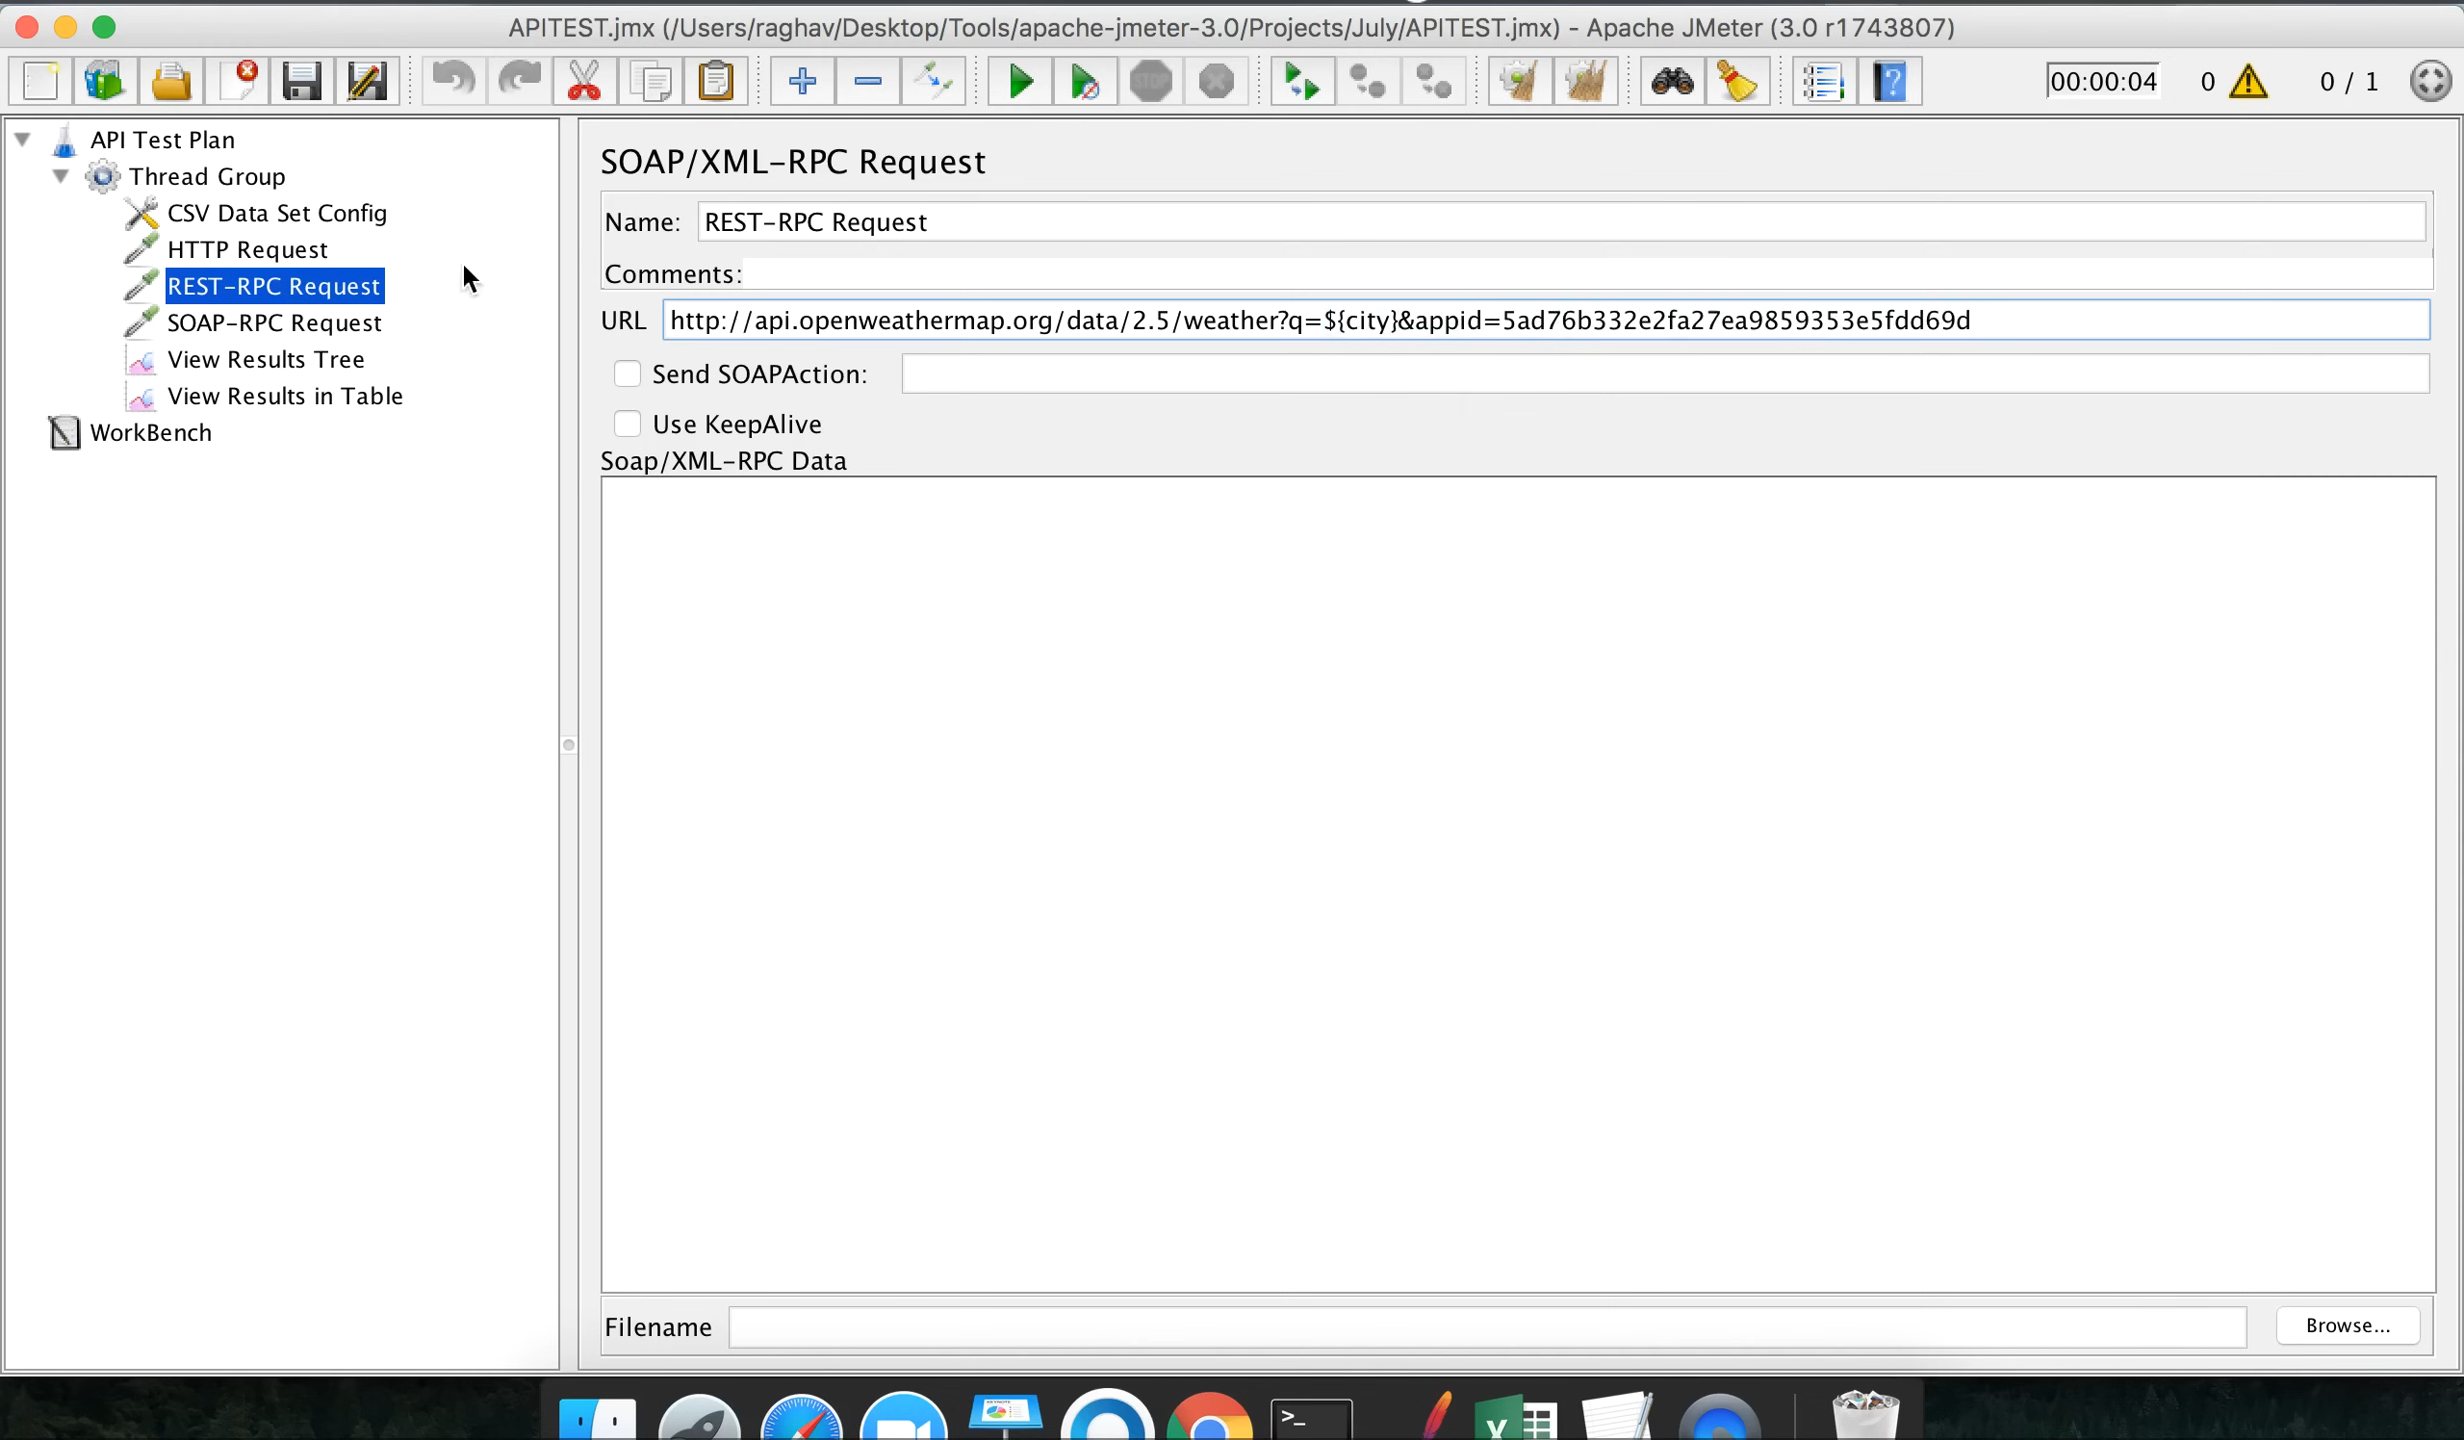 APITEST.jmx (/Users/raghav/Desktop/Tools/apache-jmeter-3.0/Projects/July/APITEST.jmx) - Apache JMeter (3.0 r1743807)
STOP 00:00:04 0 0 / 1
API Test Plan
Thread Group
CSV Data Set Config
HTTP Request
REST-RPC Request
SOAP-RPC Request
View Results Tree
View Results in Table
WorkBench
SOAP/XML-RPC Request
Name: REST-RPC Request
Comments:
URL http://api.openweathermap.org/data/2.5/weather?q=${city}&appid=5ad76b332e2fa27ea9859353e5fdd69d
Send SOAPAction:
Use KeepAlive
Soap/XML-RPC Data
Filename Browse...